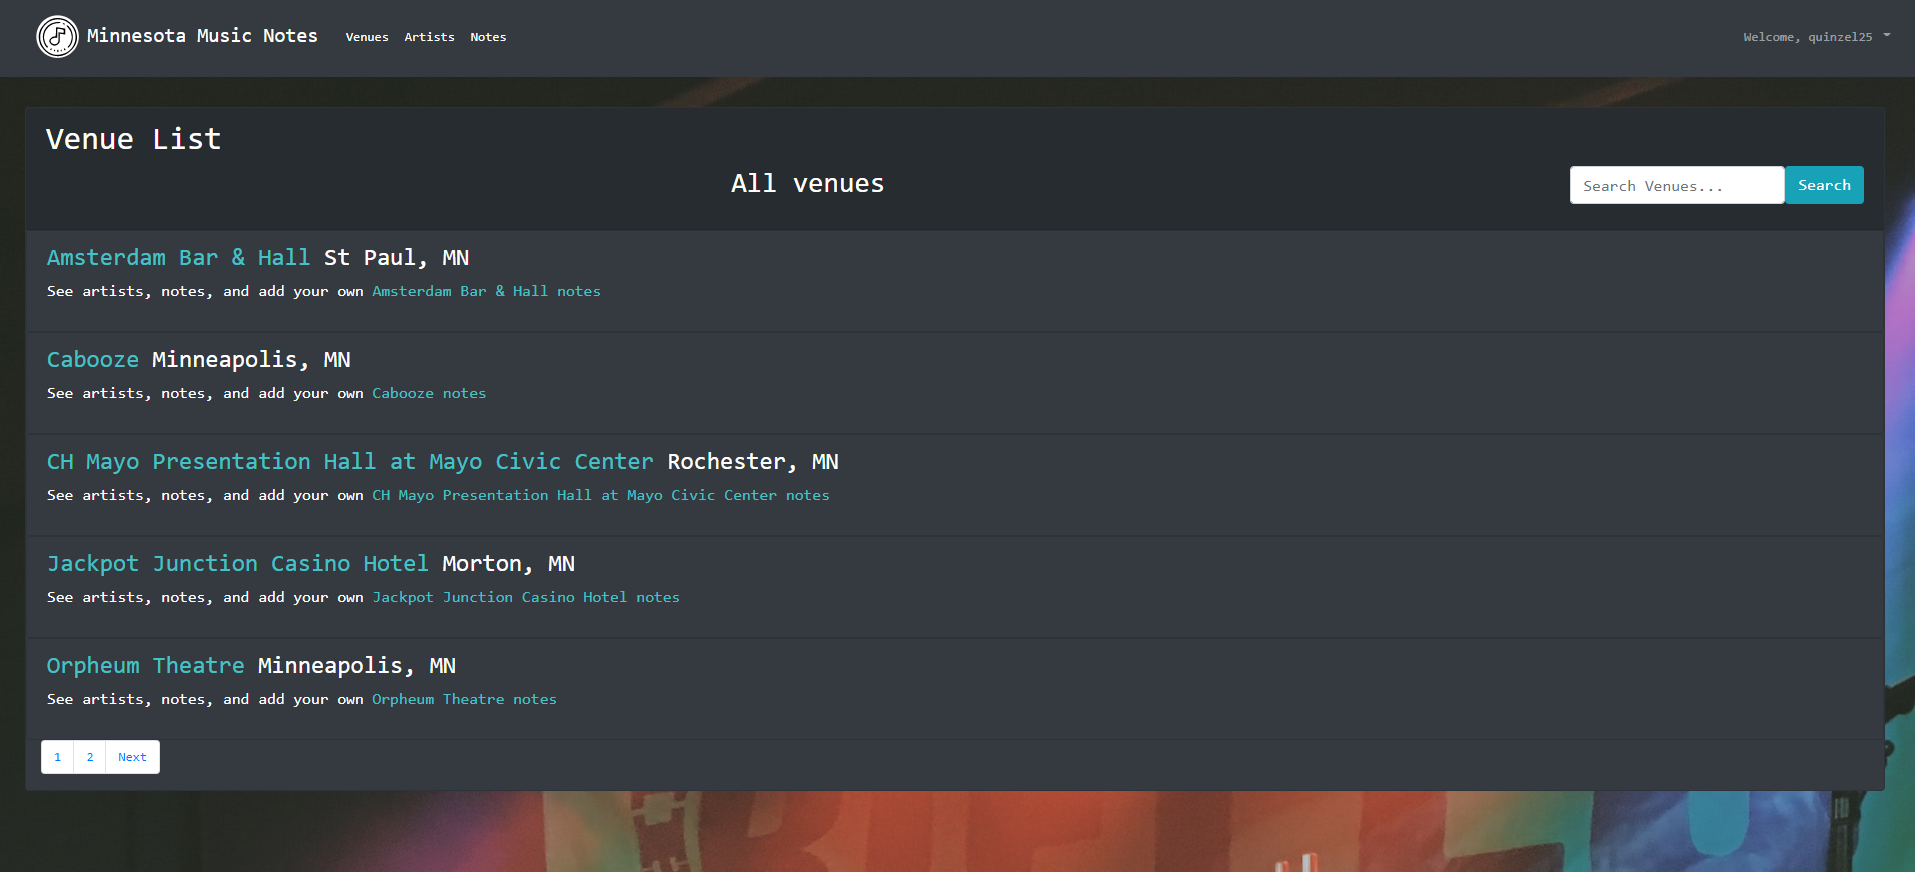 Minnesota Music Notes Venues Artists Notes Welcome, quinzel25
Venue List
All venues
Search Venues... Search
Amsterdam Bar & Hall St Paul, MN
See artists, notes, and add your own Amsterdam Bar & Hall notes
Cabooze Minneapolis, MN
See artists, notes, and add your own Cabooze notes
CH Mayo Presentation Hall at Mayo Civic Center Rochester, MN
See artists, notes, and add your own CH Mayo Presentation Hall at Mayo Civic Center notes
Jackpot Junction Casino Hotel Morton, MN
See artists, notes, and add your own Jackpot Junction Casino Hotel notes
Orpheum Theatre Minneapolis, MN
See artists, notes, and add your own Orpheum Theatre notes
1 2 Next